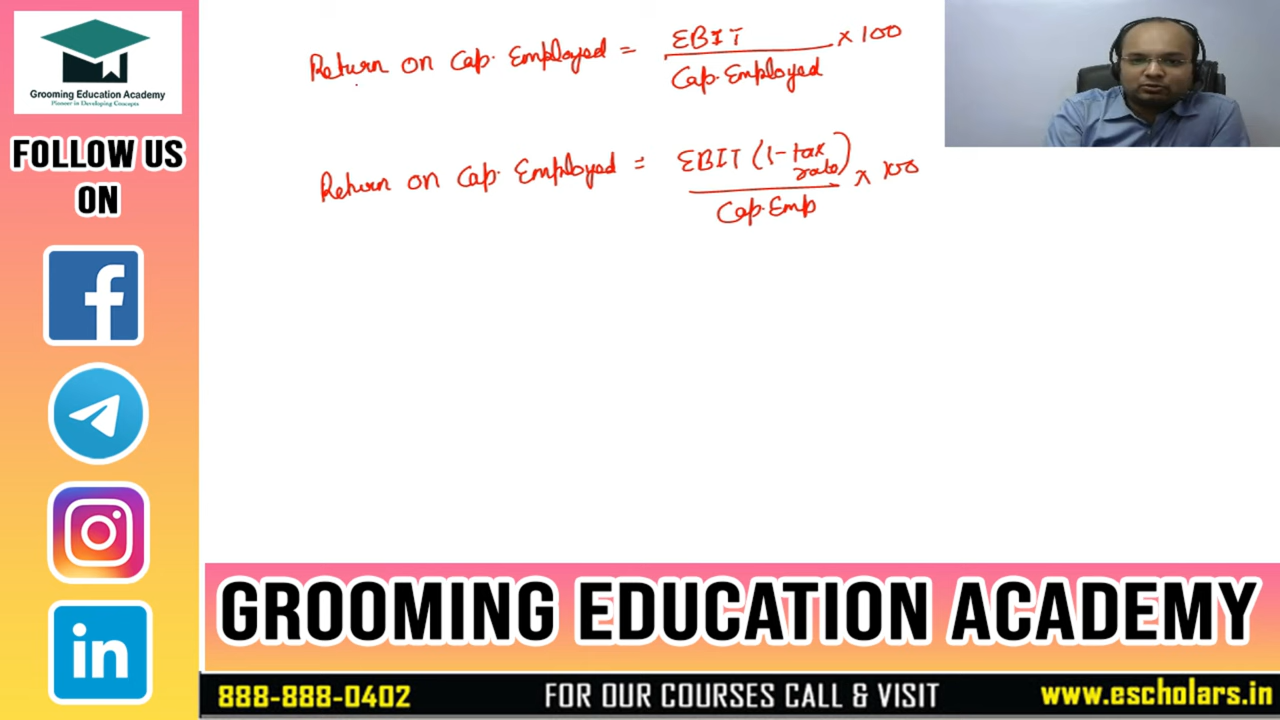 Grooming Education Academy
Pioneer in Developing Concepts
FOLLOW US
ON
Return on Cap. Employed = EBIT / Cap. Employed × 100
Return on Cap. Employed = EBIT (1 - tax rate) / Cap. Emp × 100
f
in
GROOMING EDUCATION ACADEMY
888-888-0402 FOR OUR COURSES CALL & VISIT www.escholars.in